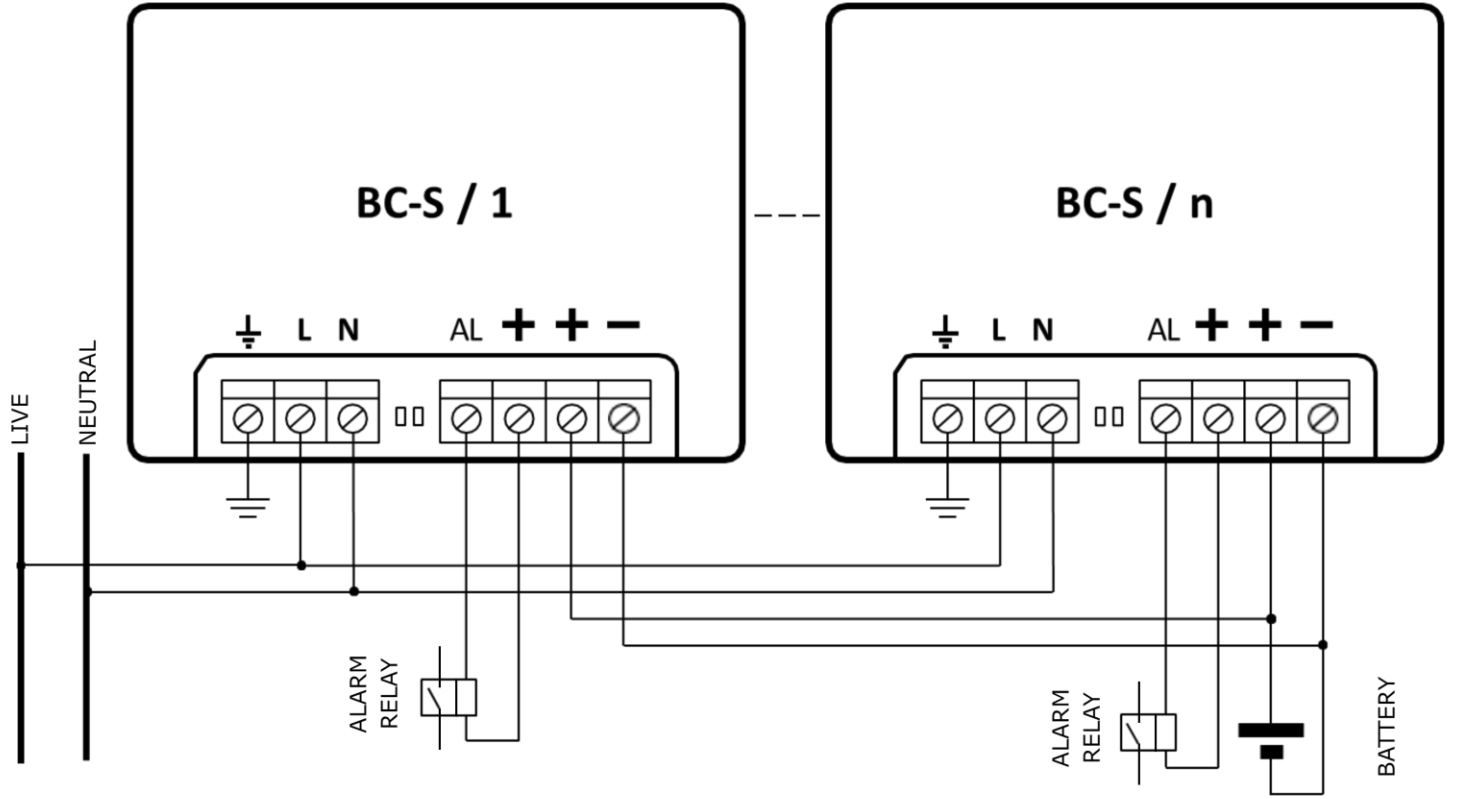 BC-S / 1
BC-S / n
L N AL + + −
L N AL + + −
LIVE
NEUTRAL
ALARM
RELAY
ALARM
RELAY
BATTERY